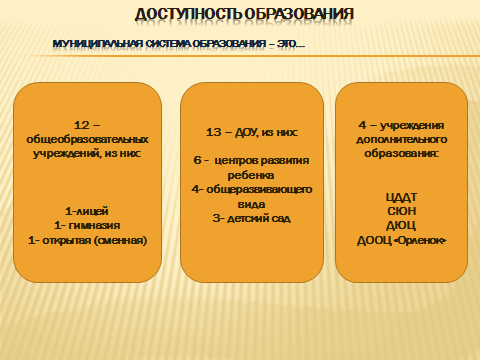 ДОСТУПНОСТЬ ОБРАЗОВАНИЯ
МУНИЦИПАЛЬНАЯ СИСТЕМА ОБРАЗОВАНИЯ – ЭТО…
12 –
общеобразовательных
учреждений, из них:
1-лицей
1- гимназия
1- открытая (сменная)
13 – ДОУ, из них:
6 - центров развития
ребенка
4- общеразвивающего
вида
3- детский сад
4 – учреждения
дополнительного
образования:
ЦДДТ
СЮН
ДЮЦ
ДООЦ «Орленок»